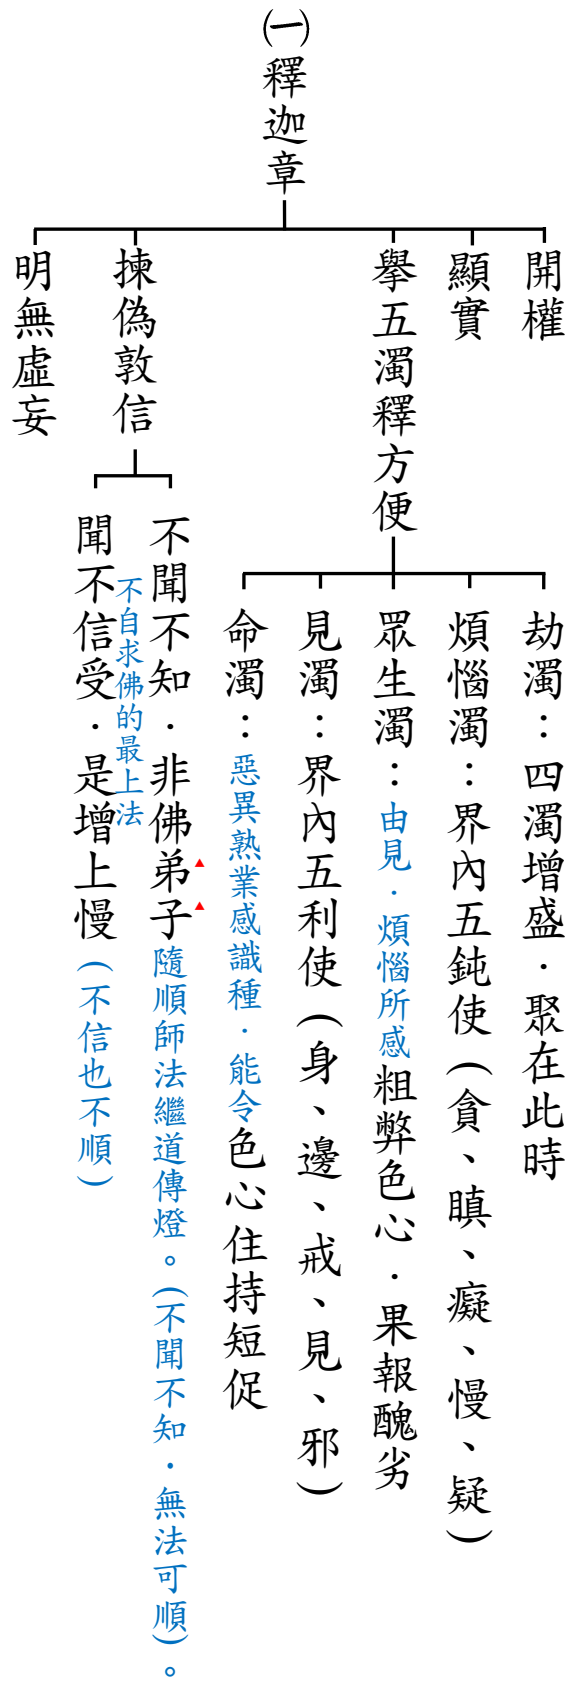 ㈠釋迦章
開權
顯實
舉五濁釋方便
劫濁：四濁增盛．聚在此時
煩惱濁：界內五鈍使（貪、瞋、癡、慢、疑）
眾生濁：由見．煩惱所感粗弊色心．果報醜劣
見濁：界內五利使（身、邊、戒、見、邪）
命濁：惡異熟業感識種．能令色心住持短促
揀偽敦信
不聞不知．非佛弟子隨順師法繼道傳燈。（不聞不知．無法可順）。
不自求佛的最上法
聞不信受．是增上慢（不信也不順）
明無虛妄